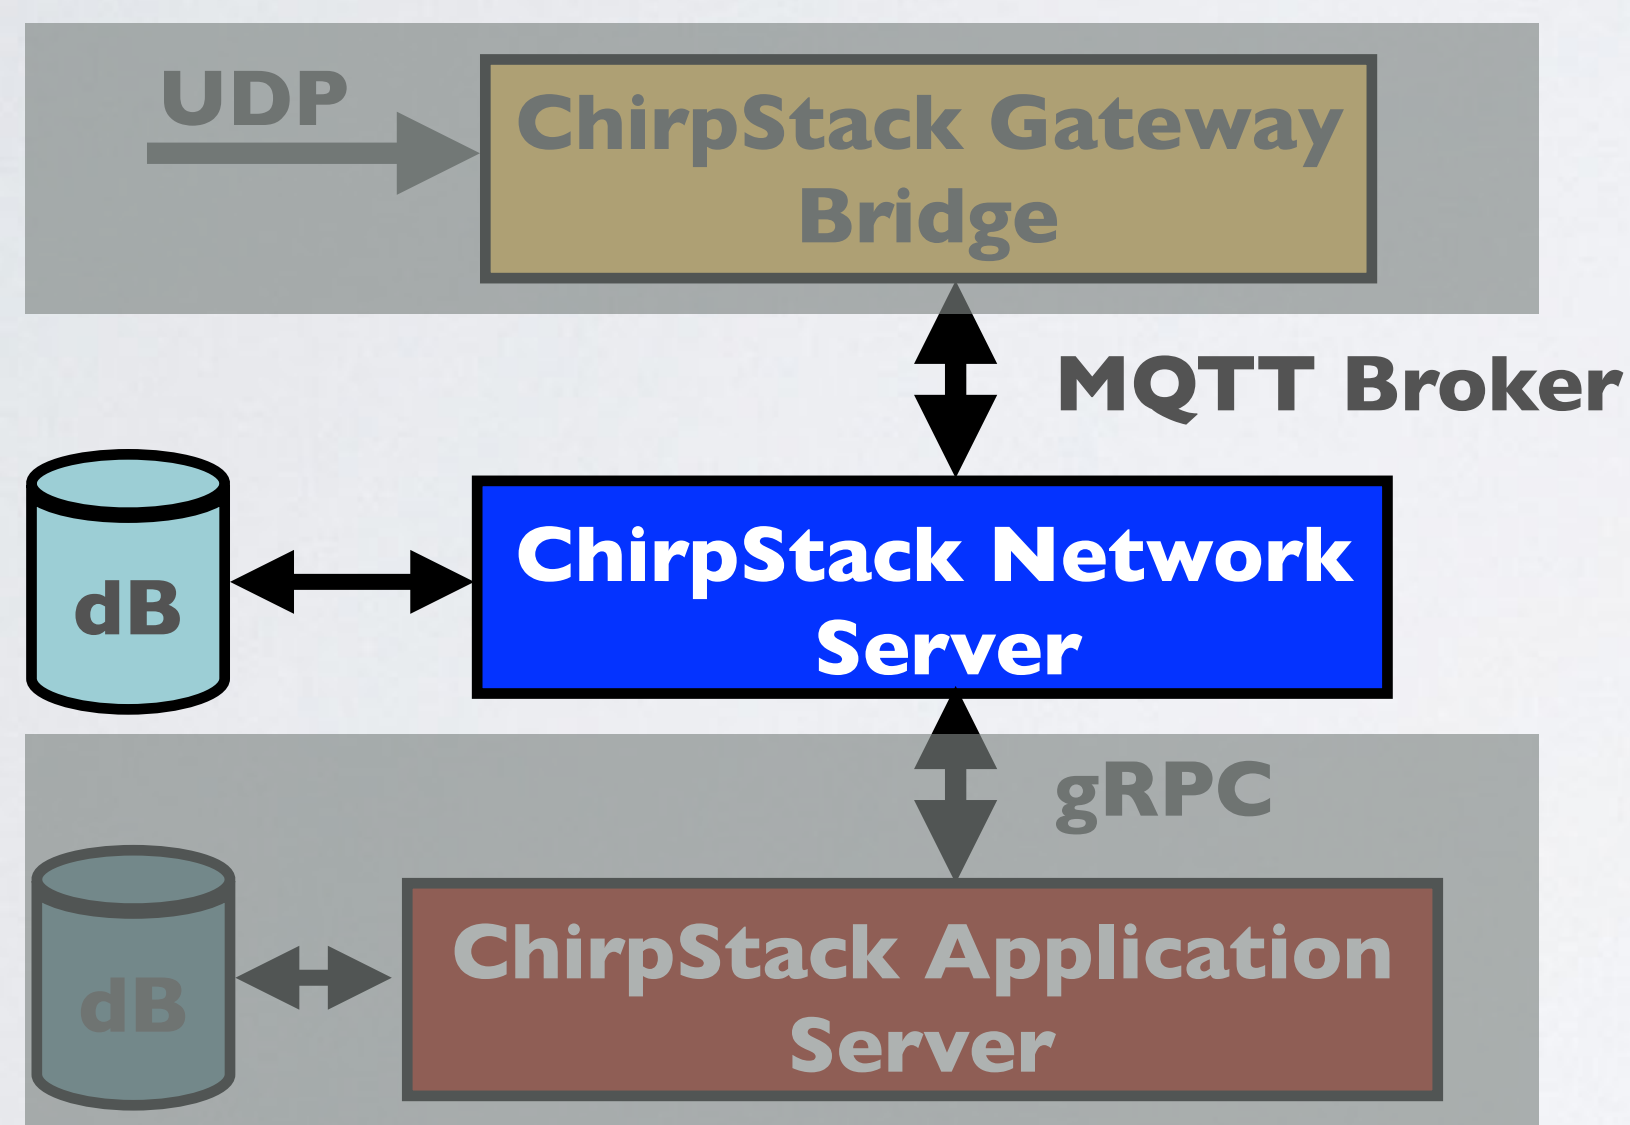 UDP
ChirpStack Gateway
Bridge
MQTT Broker
ChirpStack Network
Server
dB
gRPC
ChirpStack Application
Server
dB